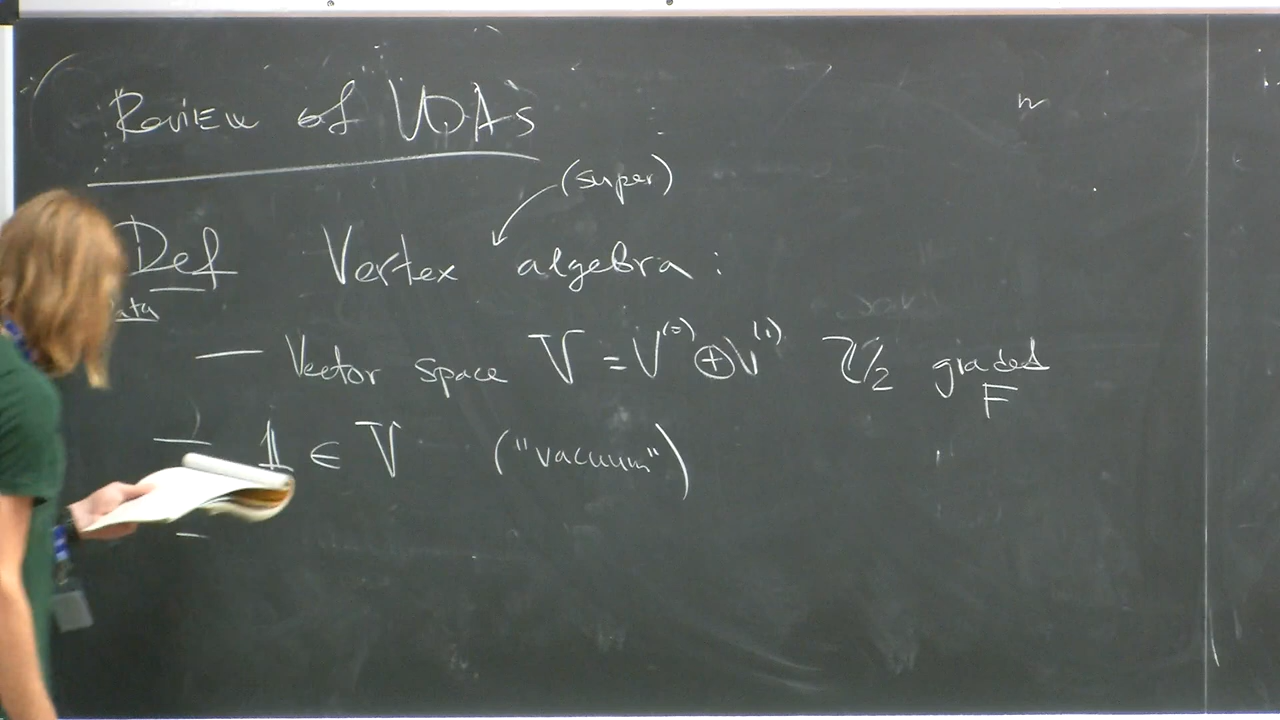 Review of VOAs
(super)
Def Vertex algebra:
— Vector space V = V⁽⁰⁾ ⊕ V⁽¹⁾ ℤ/2 graded
F
— 𝟙 ∈ V ("vacuum")
—